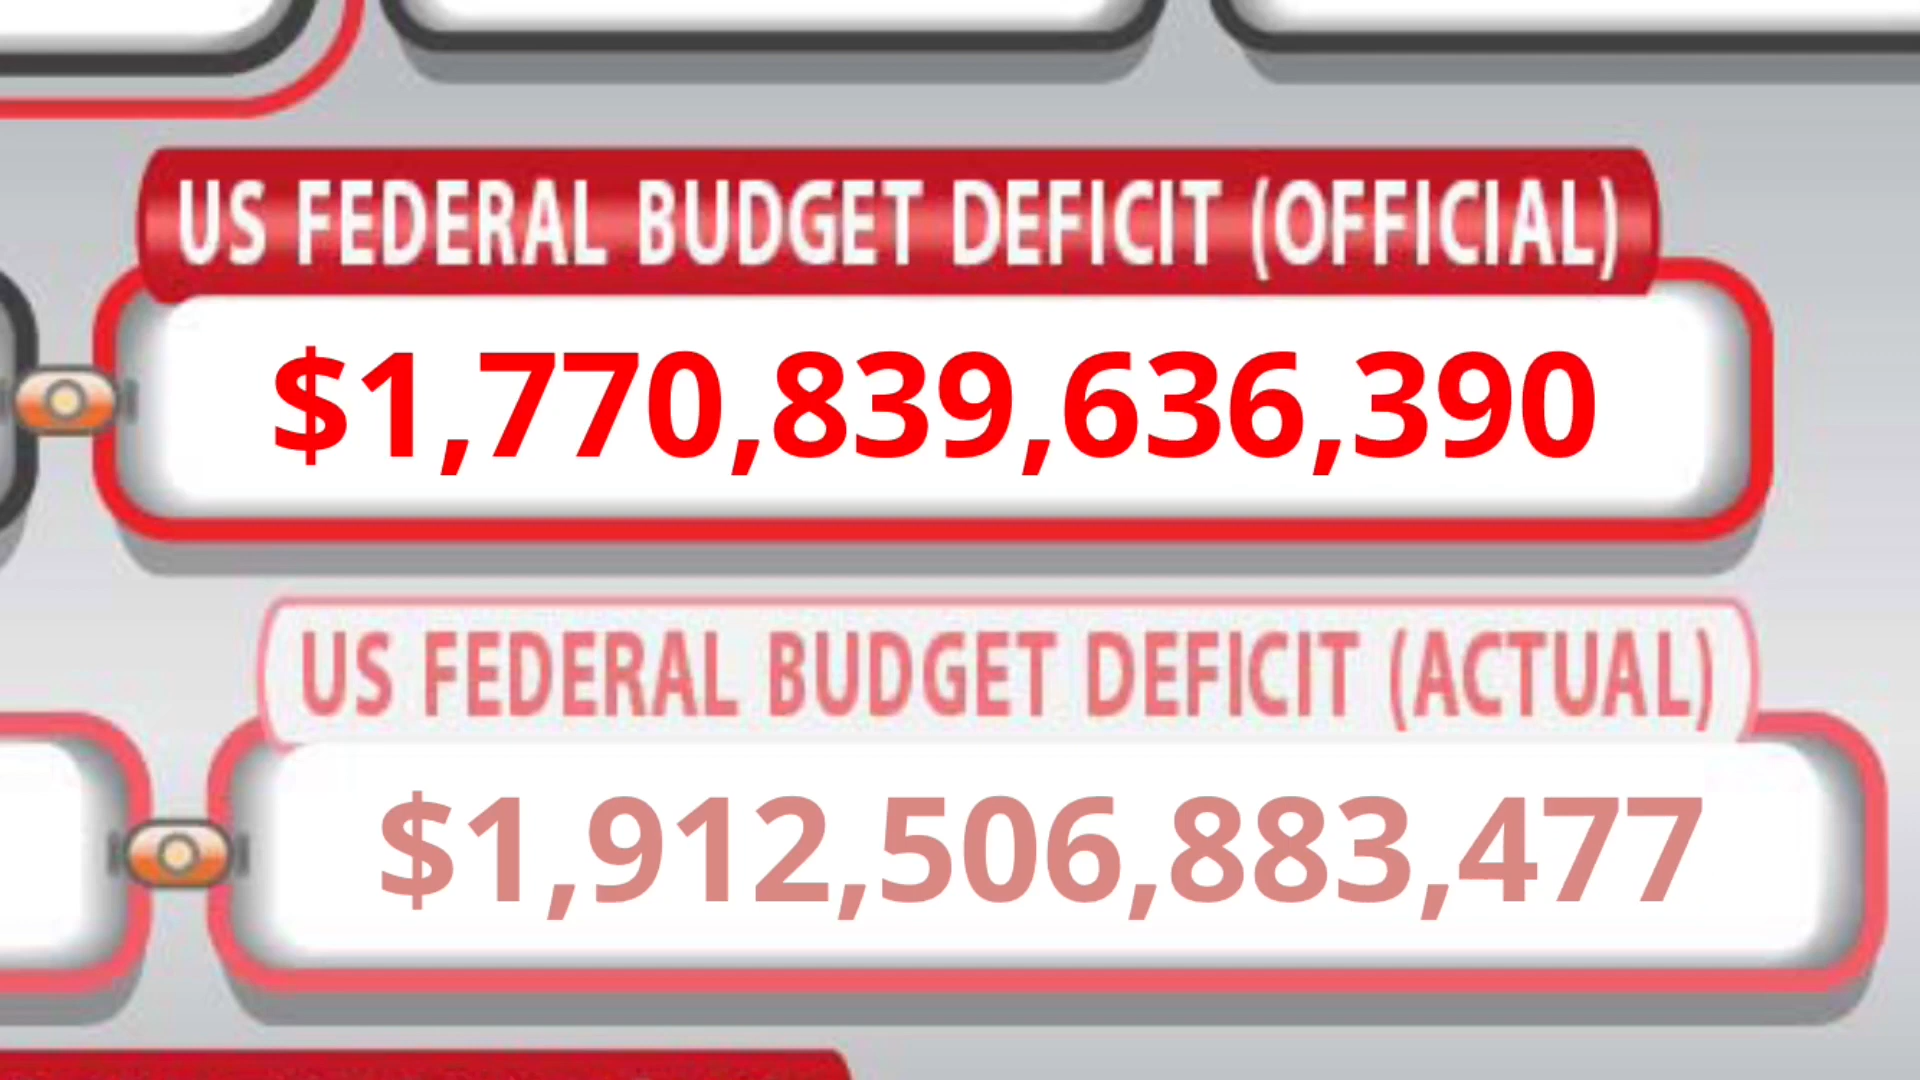 US FEDERAL BUDGET DEFICIT (OFFICIAL)
$1,770,839,636,390
US FEDERAL BUDGET DEFICIT (ACTUAL)
$1,912,506,883,477